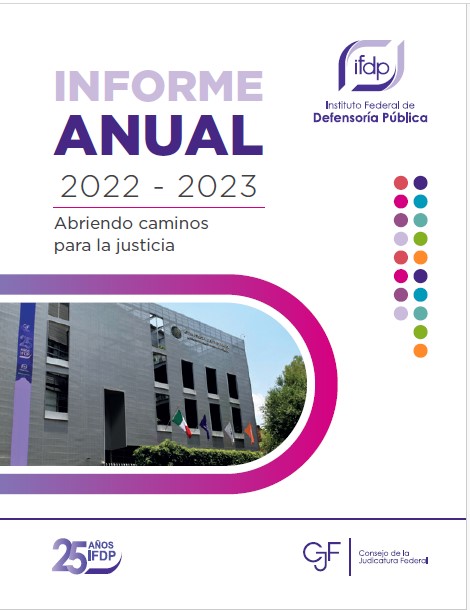 INFORME
ANUAL
2022 - 2023
Abriendo caminos
para la justicia
ifdp
Instituto Federal de
Defensoría Pública
25 AÑOS
IFDP
CJF
Consejo de la
Judicatura Federal